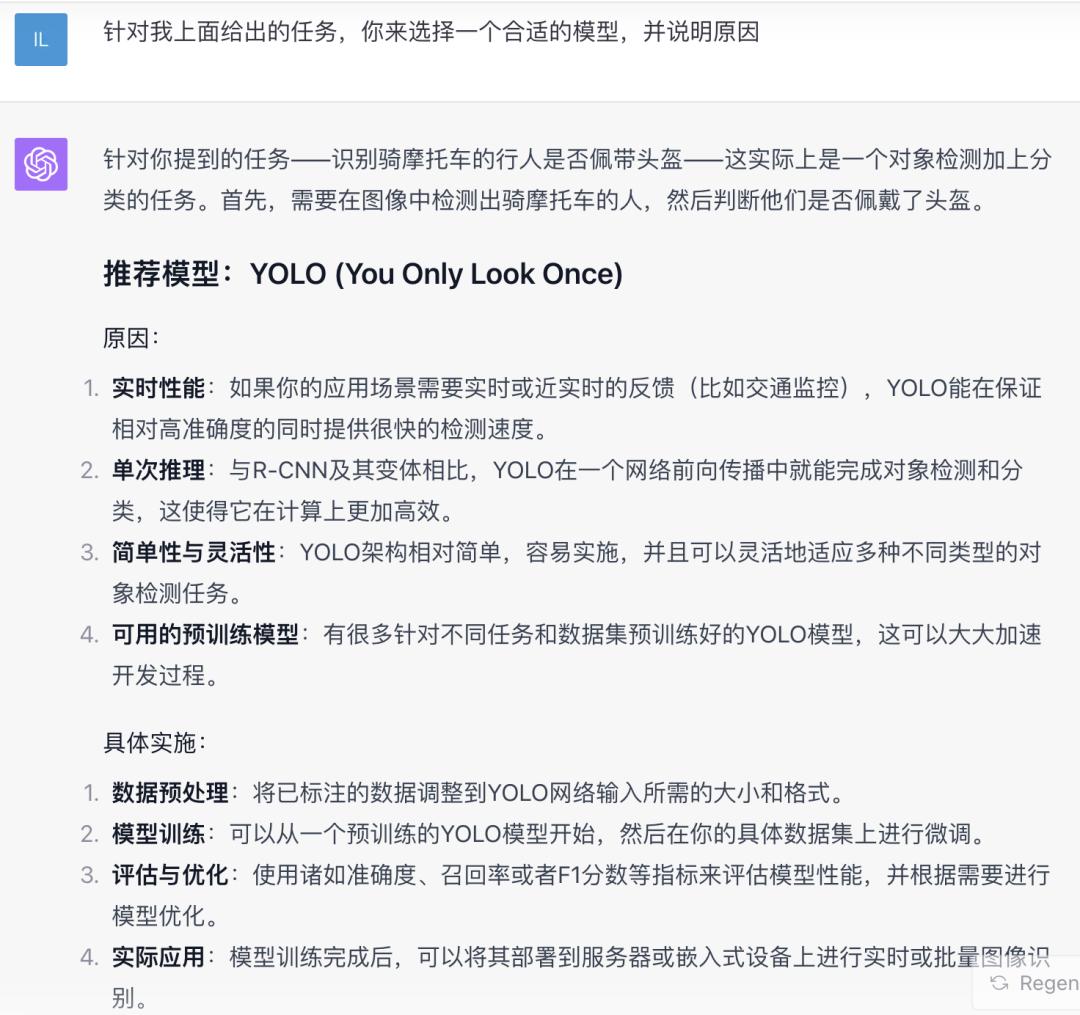 IL
针对我上面给出的任务，你来选择一个合适的模型，并说明原因
针对你提到的任务——识别骑摩托车的行人是否佩带头盔——这实际上是一个对象检测加上分
类的任务。首先，需要在图像中检测出骑摩托车的人，然后判断他们是否佩戴了头盔。
推荐模型：YOLO (You Only Look Once)
原因：
1. 实时性能：如果你的应用场景需要实时或近实时的反馈（比如交通监控），YOLO能在保证
相对高准确度的同时提供很快的检测速度。
2. 单次推理：与R-CNN及其变体相比，YOLO在一个网络前向传播中就能完成对象检测和分
类，这使得它在计算上更加高效。
3. 简单性与灵活性：YOLO架构相对简单，容易实施，并且可以灵活地适应多种不同类型的对
象检测任务。
4. 可用的预训练模型：有很多针对不同任务和数据集预训练好的YOLO模型，这可以大大加速
开发过程。
具体实施：
1. 数据预处理：将已标注的数据调整到YOLO网络输入所需的大小和格式。
2. 模型训练：可以从一个预训练的YOLO模型开始，然后在你的具体数据集上进行微调。
3. 评估与优化：使用诸如准确度、召回率或者F1分数等指标来评估模型性能，并根据需要进行
模型优化。
4. 实际应用：模型训练完成后，可以将其部署到服务器或嵌入式设备上进行实时或批量图像识
别。
Regen